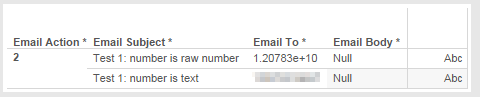 Email Action * Email Subject * Email To * Email Body *
2 Test 1: number is raw number 1.20783e+10 Null Abc
Test 1: number is text Null Abc